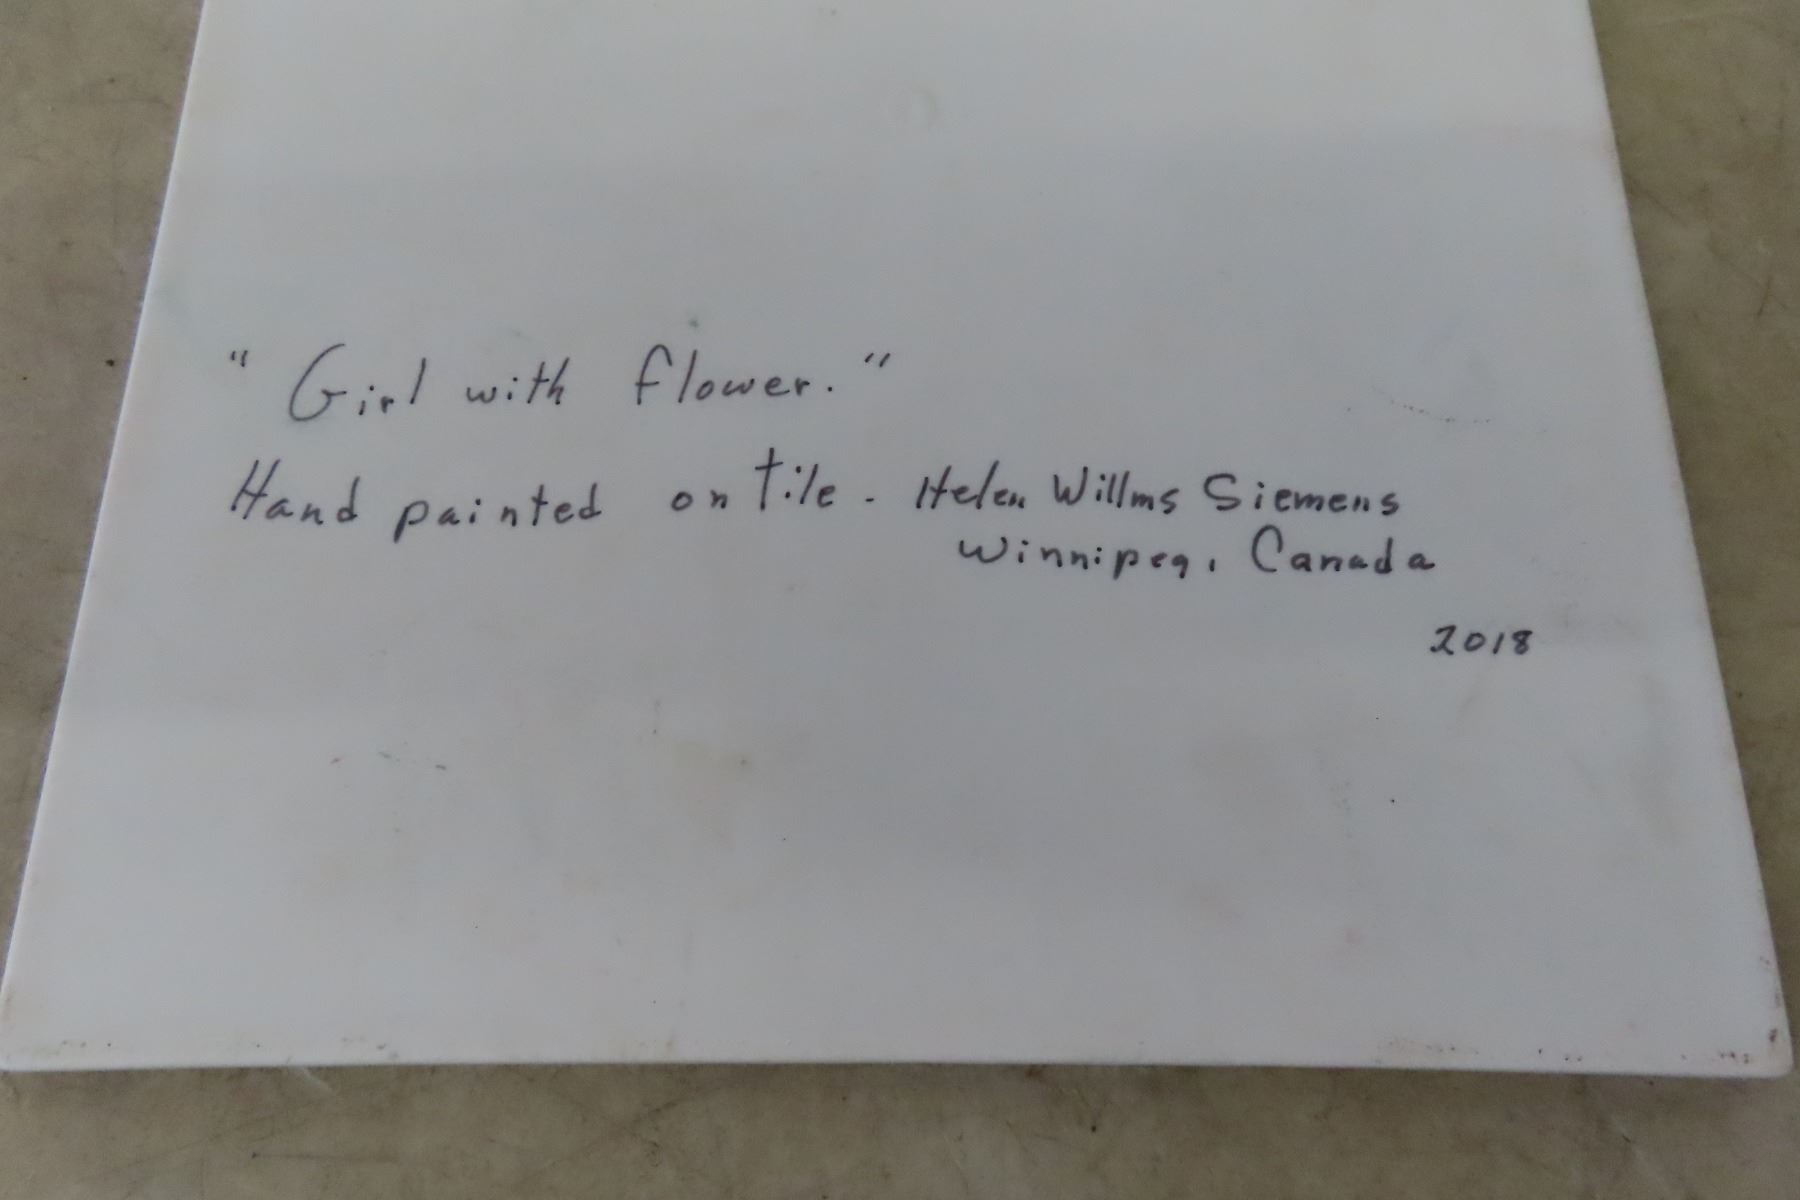 " Girl with flower. "
Hand painted on tile - Helen Willms Siemens
Winnipeg, Canada
2018